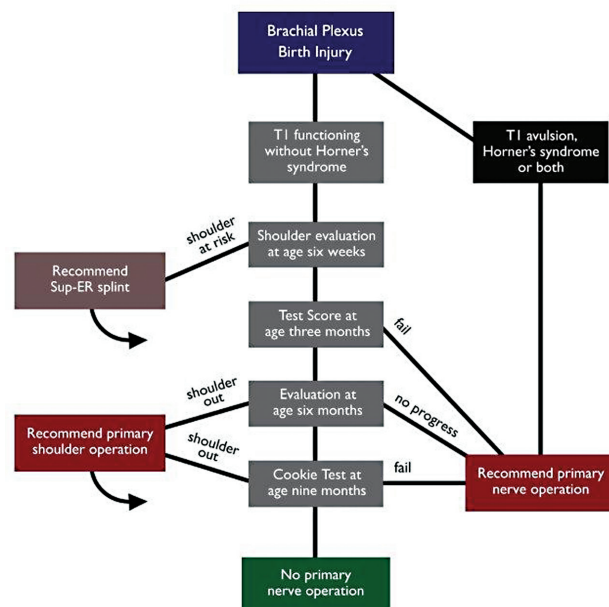 Brachial Plexus
Birth Injury
T1 functioning
without Horner's
syndrome
T1 avulsion,
Horner's syndrome
or both
shoulder
at risk
Shoulder evaluation
at age six weeks
Recommend
Sup-ER splint
Test Score at
age three months
fail
shoulder
out
Evaluation at
age six months
no progress
Recommend primary
shoulder operation
shoulder
out
Cookie Test at
age nine months
fail
Recommend primary
nerve operation
No primary
nerve operation